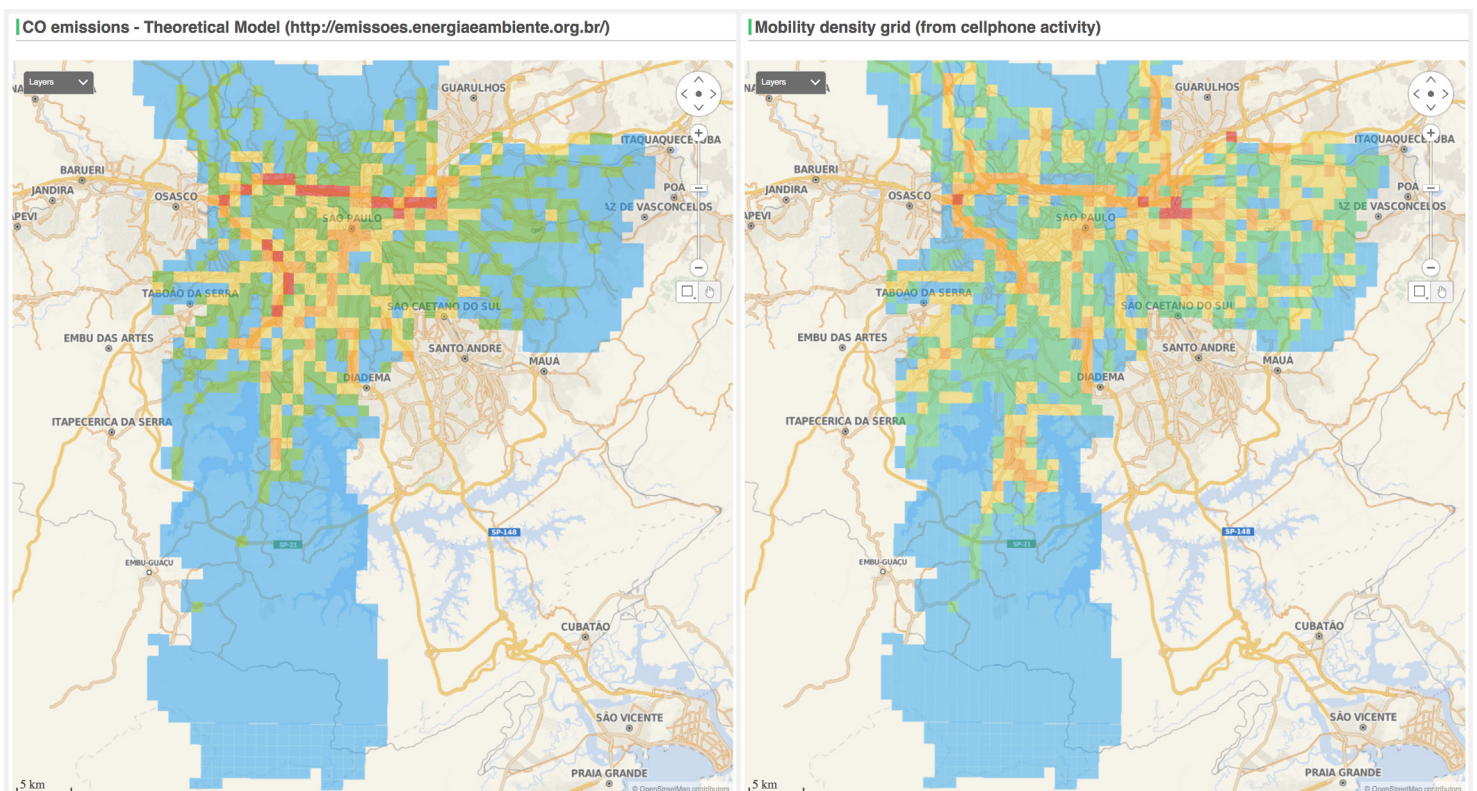 CO emissions - Theoretical Model (http://emissoes.energiaeambiente.org.br/)
Layers
GUARULHOS
ITAQUAQUECETUBA
BARUERI
JANDIRA
OSASCO
POÁ
AZ DE VASCONCELOS
APEVI
SÃO PAULO
TABOÃO DA SERRA
SÃO CAETANO DO SUL
EMBU DAS ARTES
SANTO ANDRE
MAUÁ
DIADEMA
ITAPECERICA DA SERRA
SP-148
SP-21
EMBU-GUAÇU
CUBATÃO
SÃO VICENTE
PRAIA GRANDE
5 km
© OpenStreetMap contributors
Mobility density grid (from cellphone activity)
Layers
GUARULHOS
ITAQUAQUECETUBA
BARUERI
JANDIRA
OSASCO
POÁ
AZ DE VASCONCELOS
APEVI
SÃO PAULO
TABOÃO DA SERRA
SÃO CAETANO DO SUL
EMBU DAS ARTES
SANTO ANDRE
MAUÁ
DIADEMA
ITAPECERICA DA SERRA
SP-148
SP-21
EMBU-GUAÇU
CUBATÃO
SÃO VICENTE
PRAIA GRANDE
5 km
© OpenStreetMap contributors